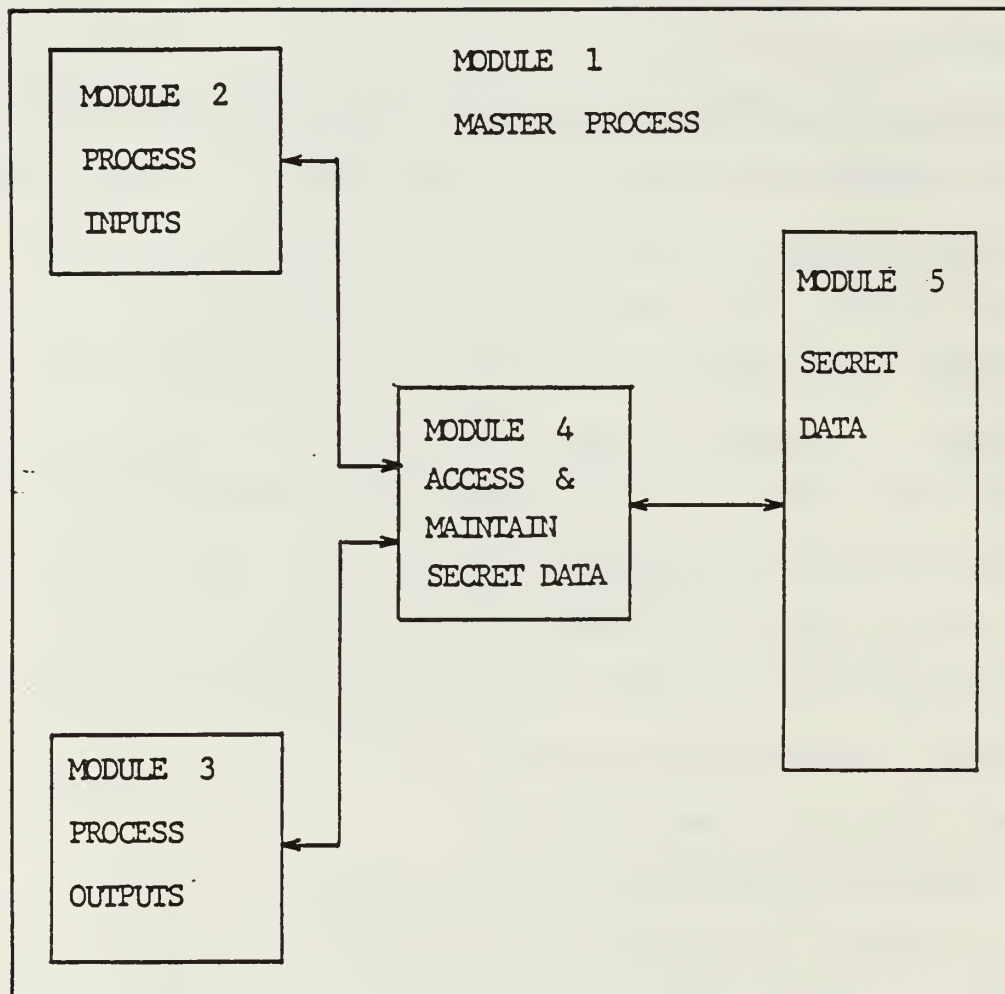 MODULE 1
MASTER PROCESS
MODULE 2
PROCESS
INPUTS
MODULE 5
SECRET
DATA
MODULE 4
ACCESS &
MAINTAIN
SECRET DATA
MODULE 3
PROCESS
OUTPUTS